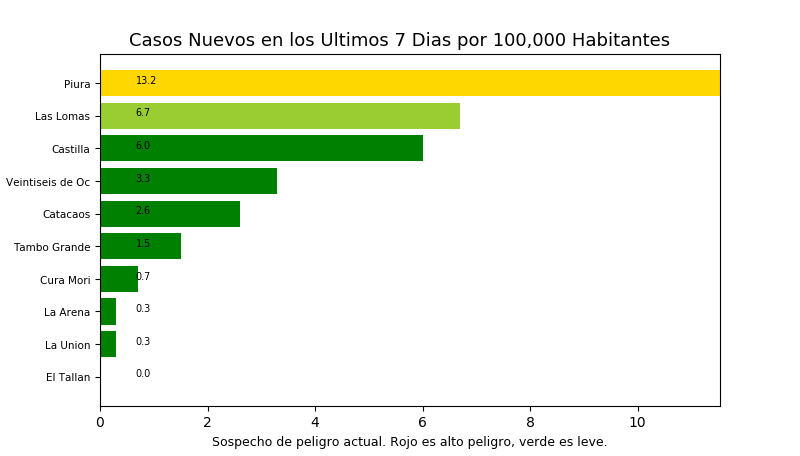 Casos Nuevos en los Ultimos 7 Dias por 100,000 Habitantes
Piura 13.2
Las Lomas 6.7
Castilla 6.0
Veintiseis de Oc 3.3
Catacaos 2.6
Tambo Grande 1.5
Cura Mori 0.7
La Arena 0.3
La Union 0.3
El Tallan 0.0
0 2 4 6 8 10
Sospecho de peligro actual. Rojo es alto peligro, verde es leve.